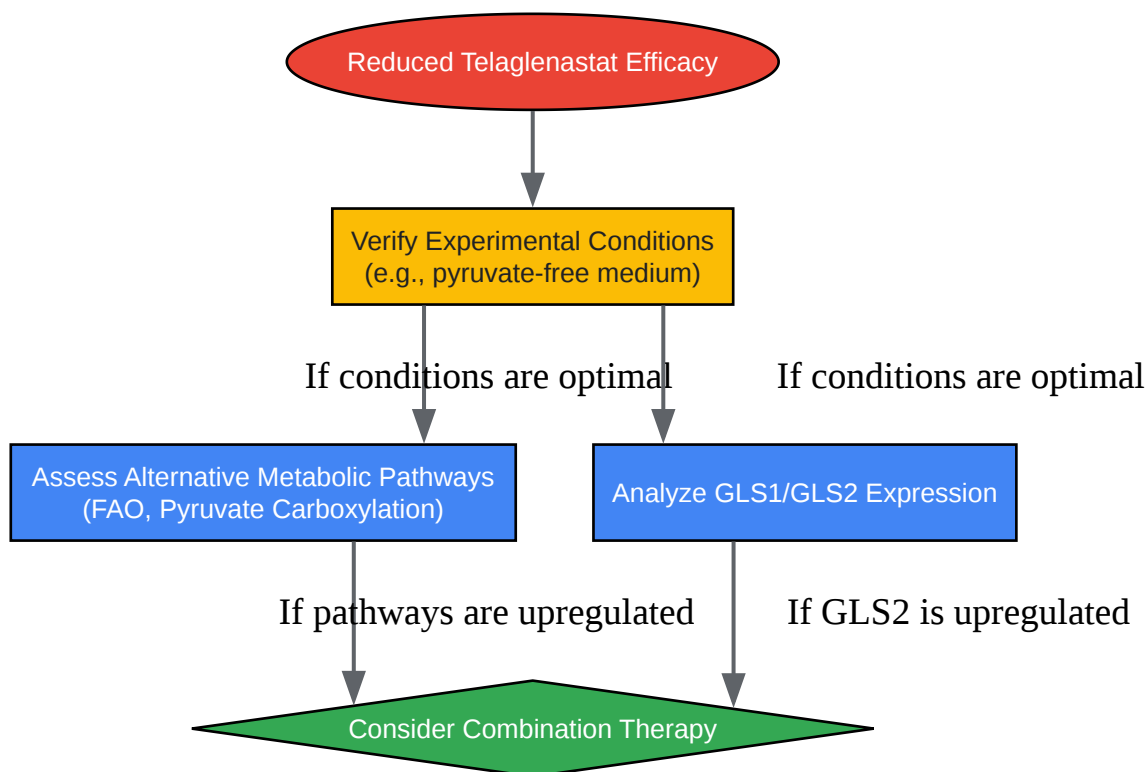 Reduced Telaglenastat Efficacy
Verify Experimental Conditions
(e.g., pyruvate-free medium)
If conditions are optimal
If conditions are optimal
Assess Alternative Metabolic Pathways
(FAO, Pyruvate Carboxylation)
Analyze GLS1/GLS2 Expression
If pathways are upregulated
If GLS2 is upregulated
Consider Combination Therapy